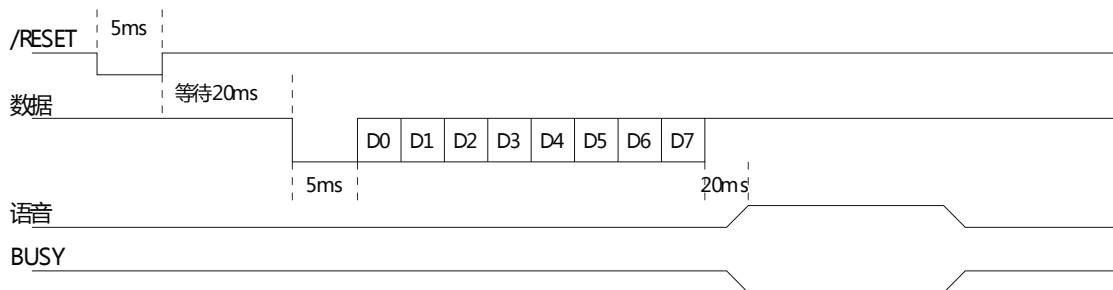 5ms
/RESET
等待20ms
数据
D0 D1 D2 D3 D4 D5 D6 D7
5ms
20ms
语音
BUSY